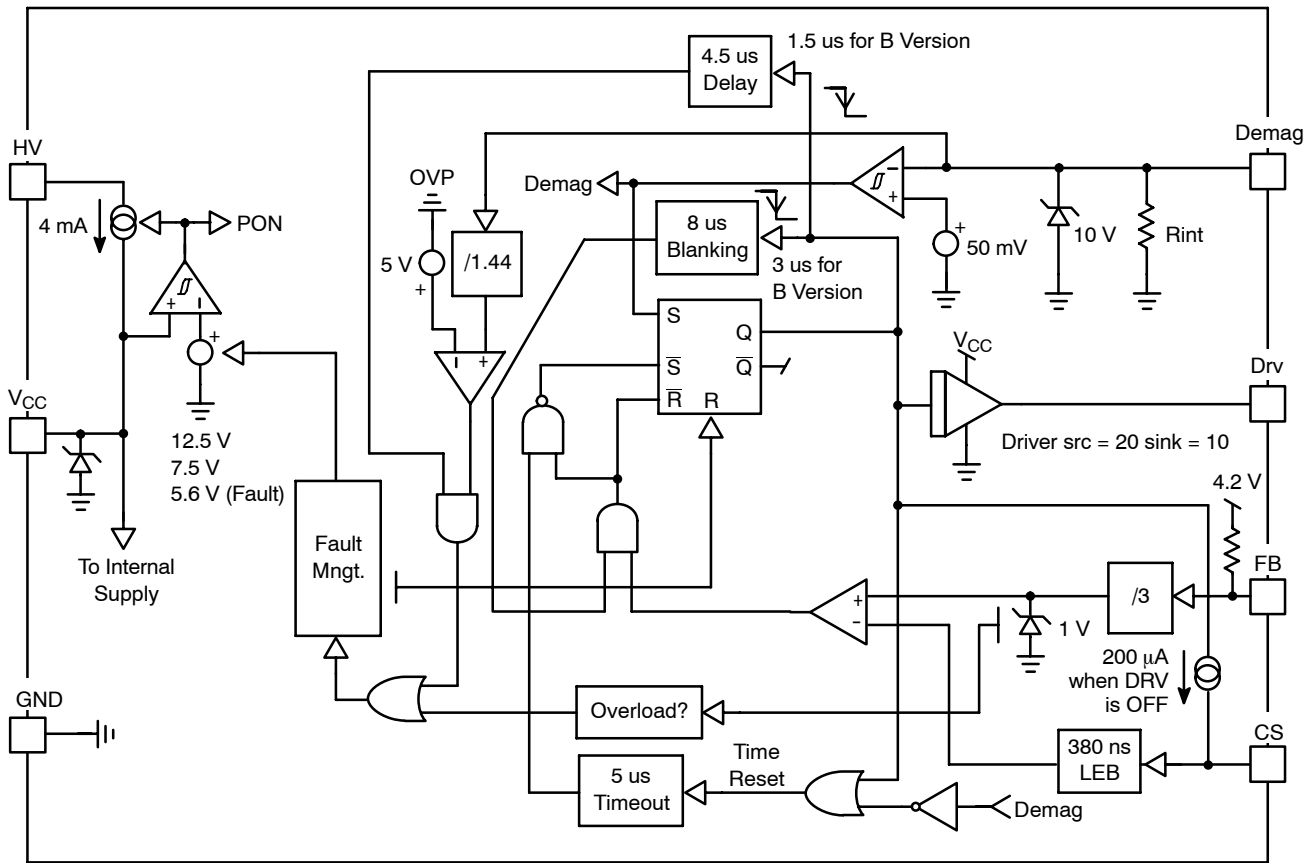 4.5 us
Delay
1.5 us for B Version
HV
Demag
OVP
Demag
4 mA
PON
8 us
Blanking
5 V
+
/1.44
+
50 mV
10 V
Rint
3 us for
B Version
+
−
+
−
+
−
+
S
Q
S
Q
R
R
VCC
Drv
VCC
Driver src = 20 sink = 10
12.5 V
7.5 V
5.6 V (Fault)
4.2 V
Fault
Mngt.
To Internal
Supply
FB
+
−
/3
1 V
200 μA
when DRV
is OFF
GND
Overload?
CS
380 ns
LEB
5 us
Timeout
Time
Reset
Demag